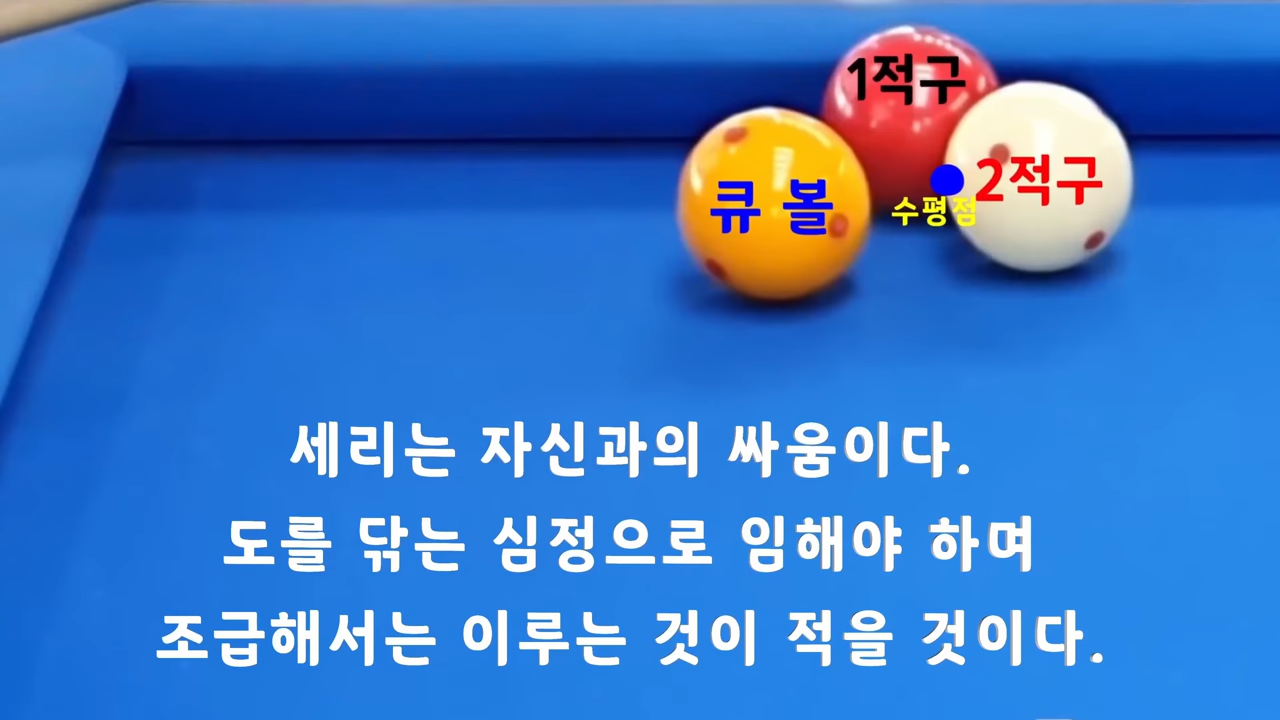 1적구
큐 볼
2적구
수평점
세리는 자신과의 싸움이다.
도를 닦는 심정으로 임해야 하며
조급해서는 이루는 것이 적을 것이다.